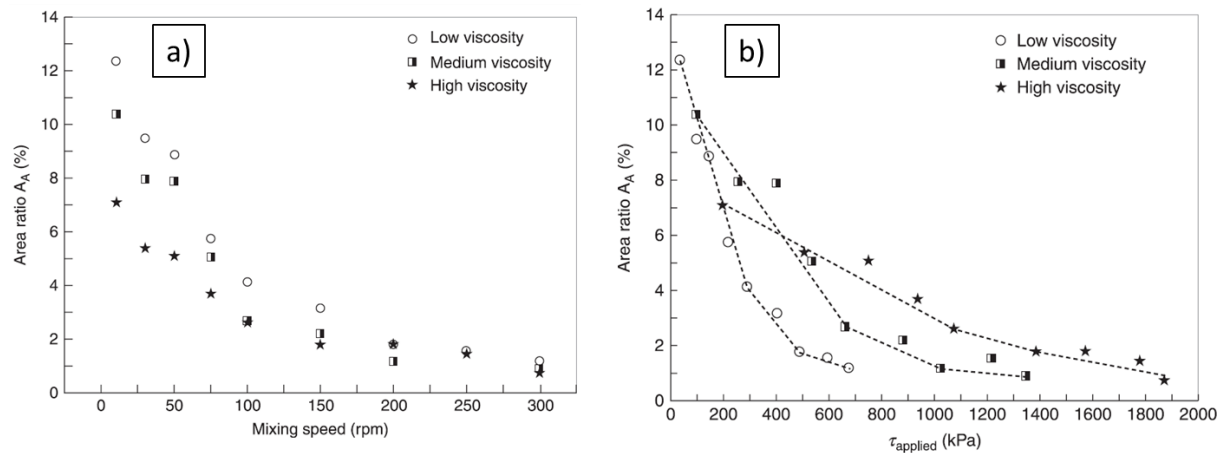 a)
Low viscosity
Medium viscosity
High viscosity
14
12
10
8
6
4
2
0
Area ratio A_A (%)
0
50
100
150
200
250
300
Mixing speed (rpm)
b)
Low viscosity
Medium viscosity
High viscosity
14
12
10
8
6
4
2
0
Area ratio A_A (%)
0
200
400
600
800
1000
1200
1400
1600
1800
2000
τ_applied (kPa)